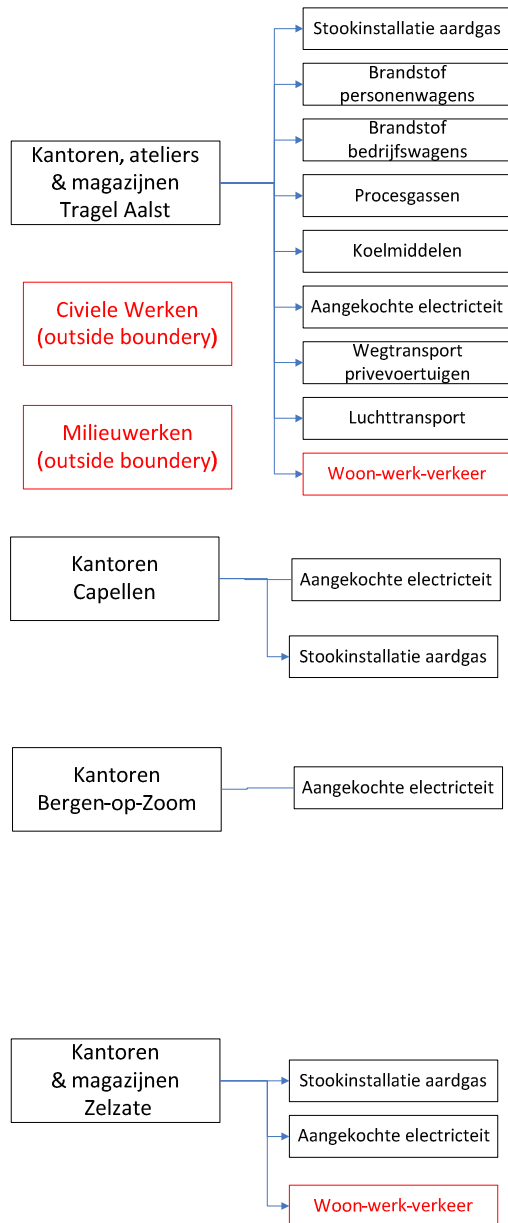 Stookinstallatie aardgas
Brandstof
personenwagens
Brandstof
bedrijfswagens
Kantoren, ateliers
& magazijnen
Tragel Aalst
Procesgassen
Koelmiddelen
Civiele Werken
(outside boundery)
Aangekochte electriciteit
Wegtransport
privevoertuigen
Milieuwerken
(outside boundery)
Luchttransport
Woon-werk-verkeer
Kantoren
Capellen
Aangekochte electricteit
Stookinstallatie aardgas
Kantoren
Bergen-op-Zoom
Aangekochte electricteit
Kantoren
& magazijnen
Zelzate
Stookinstallatie aardgas
Aangekochte electricteit
Woon-werk-verkeer